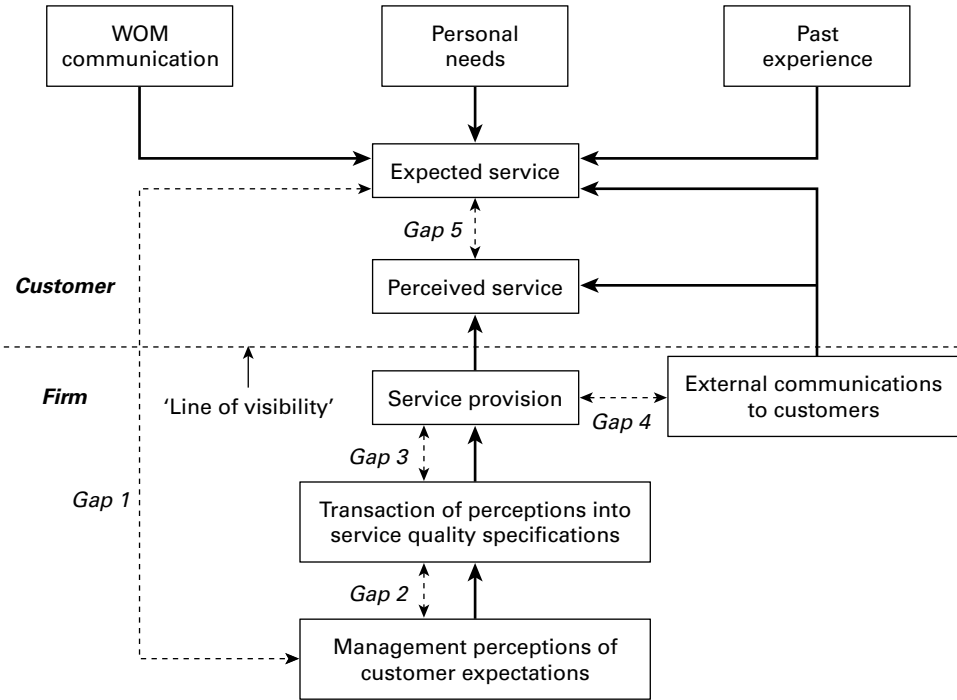 WOM
communication
Personal
needs
Past
experience
Expected service
Gap 5
Customer
Perceived service
Firm
'Line of visibility'
Service provision
Gap 4
External communications
to customers
Gap 3
Gap 1
Transaction of perceptions into
service quality specifications
Gap 2
Management perceptions of
customer expectations